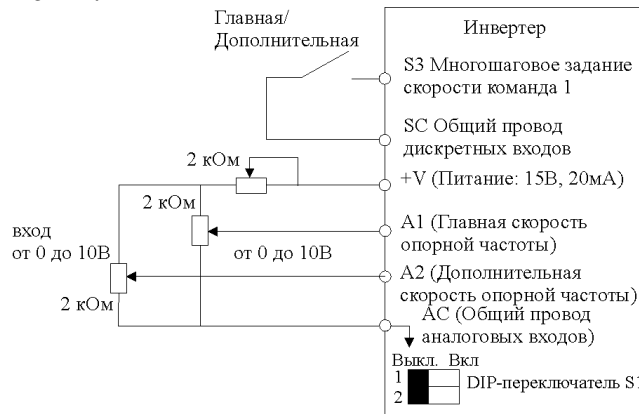 Главная/
Дополнительная
Инвертер
S3 Многошаговое задание
скорости команда 1
SC Общий провод
дискретных входов
2 кОм
+V (Питание: 15В, 20мА)
2 кОм
A1 (Главная скорость
опорной частоты)
вход
от 0 до 10В
от 0 до 10В
A2 (Дополнительная
скорость опорной частоты)
2 кОм
AC (Общий провод
аналоговых входов)
Выкл. Вкл
1
2
DIP-переключатель S1